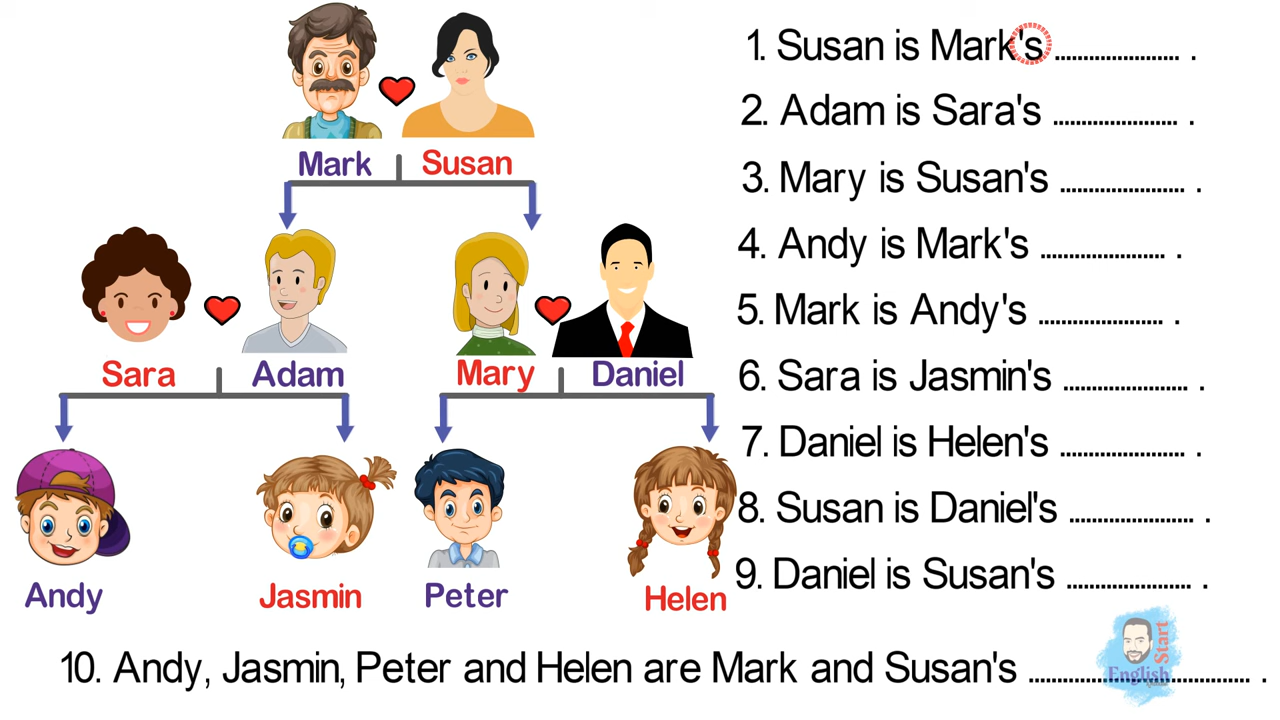 Mark Susan
Sara Adam Mary Daniel
Andy Jasmin Peter Helen
1. Susan is Mark's ...................... .
2. Adam is Sara's ...................... .
3. Mary is Susan's ...................... .
4. Andy is Mark's ...................... .
5. Mark is Andy's ...................... .
6. Sara is Jasmin's ...................... .
7. Daniel is Helen's ...................... .
8. Susan is Daniel's ...................... .
9. Daniel is Susan's ...................... .
10. Andy, Jasmin, Peter and Helen are Mark and Susan's ....................................... .
English
Start